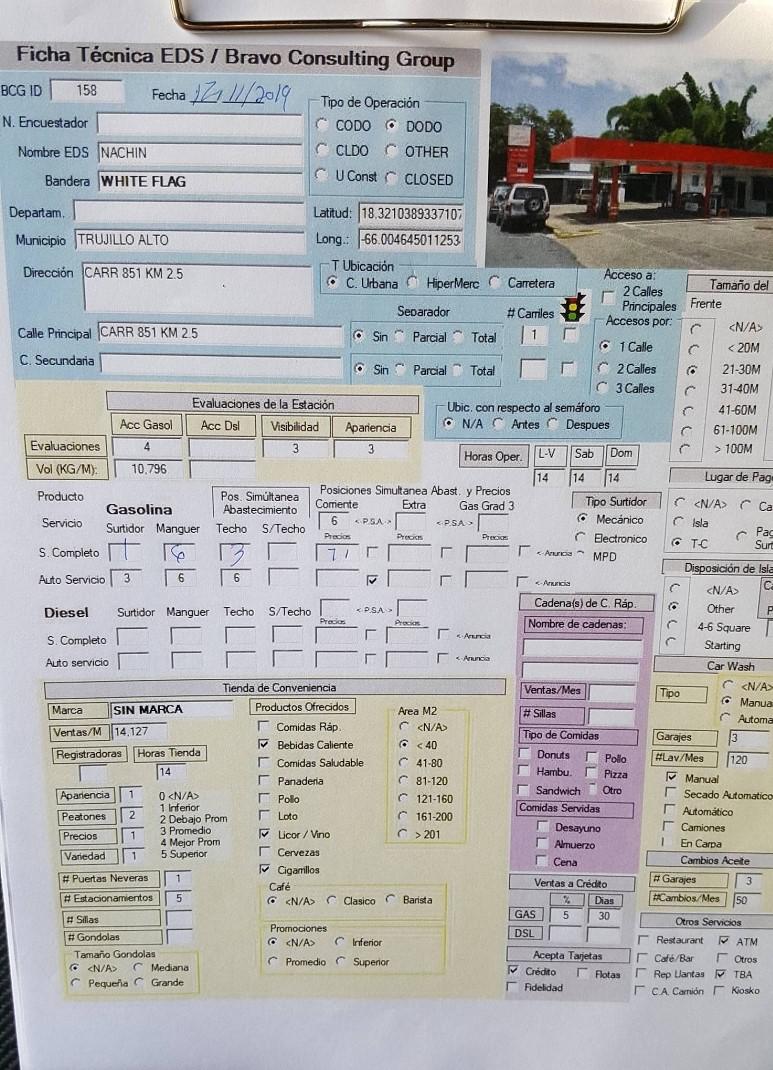 Ficha Técnica EDS / Bravo Consulting Group
BCG ID 158 Fecha 12/11/2019
Tipo de Operación
N. Encuestador
CODO DODO
Nombre EDS NACHIN
CLDO OTHER
Bandera WHITE FLAG
U Const CLOSED
Departam.
Latitud: 18.3210389337107
Municipio TRUJILLO ALTO
Long.: -66.004645011253
Dirección CARR 851 KM 2.5
T Ubicación
C. Urbana HiperMerc Carretera
Acceso a:
2 Calles
Principales
Separador # Carriles
Calle Principal CARR 851 KM 2.5
Sin Parcial Total 1
C. Secundaria
Sin Parcial Total
Accesos por:
1 Calle
2 Calles
3 Calles
Tamaño del
Frente
<N/A>
< 20M
21-30M
31-40M
41-60M
61-100M
> 100M
Evaluaciones de la Estación
Acc Gasol Acc Dsl Visibilidad Apariencia
Evaluaciones 4 3 3
Vol (KG/M): 10,796
Ubic. con respecto al semáforo
N/A Antes Despues
Horas Oper. L-V Sab Dom
14 14 14
Producto
Gasolina
Pos. Simúltanea
Abastecimiento
Posiciones Simultanea Abast. y Precios
Corriente Extra Gas Grad 3
Servicio Surtidor Manguer Techo S/Techo
6 <-P.S.A-> <-P.S.A->
Precios Precios Precios
S. Completo 1 6 3 71 <-Anuncia
Auto Servicio 3 6 6 <-Anuncia
Tipo Surtidor
Mecánico
Electronico
MPD
Lugar de Pag
<N/A> Ca
Isla
T-C
Pag
Surt
Disposición de Isla
<N/A>
Other
4-6 Square
Starting
Diesel Surtidor Manguer Techo S/Techo <-P.S.A->
Precios Precios
S. Completo <-Anuncia
Auto servicio <-Anuncia
Cadena(s) de C. Ráp.
Nombre de cadenas:
Ventas/Mes
# Sillas
Tipo de Comidas
Donuts Pollo
Hambu. Pizza
Sandwich Otro
Comidas Servidas
Desayuno
Almuerzo
Cena
Car Wash
Tipo
<N/A>
Manua
Automa
Garajes 3
#Lav/Mes 120
Manual
Secado Automatico
Automático
Camiones
En Carpa
Cambios Aceite
# Garajes 3
#Cambios/Mes 50
Tienda de Conveniencia
Marca SIN MARCA
Ventas/M 14,127
Registradoras Horas Tienda
14
Apariencia 1
Peatones 2
Precios 1
Variedad 1
0 <N/A>
1 Inferior
2 Debajo Prom
3 Promedio
4 Mejor Prom
5 Superior
# Puertas Neveras 1
# Estacionamientos 5
# Sillas
# Gondolas
Tamaño Gondolas
<N/A> Mediana
Pequeña Grande
Productos Ofrecidos
Comidas Ráp.
Bebidas Caliente
Comidas Saludable
Panaderia
Pollo
Loto
Licor / Vino
Cervezas
Cigarrillos
Area M2
<N/A>
< 40
41-80
81-120
121-160
161-200
> 201
Café
<N/A> Clasico Barista
Promociones
<N/A> Inferior
Promedio Superior
Ventas a Crédito
% Dias
GAS 5 30
DSL
Acepta Tarjetas
Crédito Flotas
Fidelidad
Otros Servicios
Restaurant ATM
Café/Bar Otros
Rep Llantas TBA
C.A. Camión Kiosko